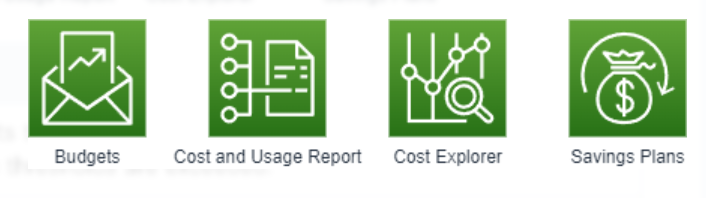 Budgets
Cost and Usage Report
Cost Explorer
Savings Plans